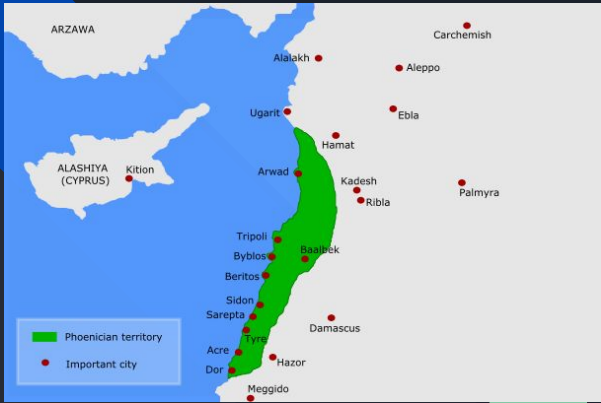 ARZAWA
Carchemish
Alalakh
Aleppo
Ugarit
Ebla
Hamat
ALASHIYA
(CYPRUS)
Kition
Arwad
Kadesh
Ribla
Palmyra
Tripoli
Byblos
Baalbek
Beritos
Sidon
Sarepta
Damascus
Tyre
Acre
Hazor
Dor
Meggido
Phoenician territory
Important city